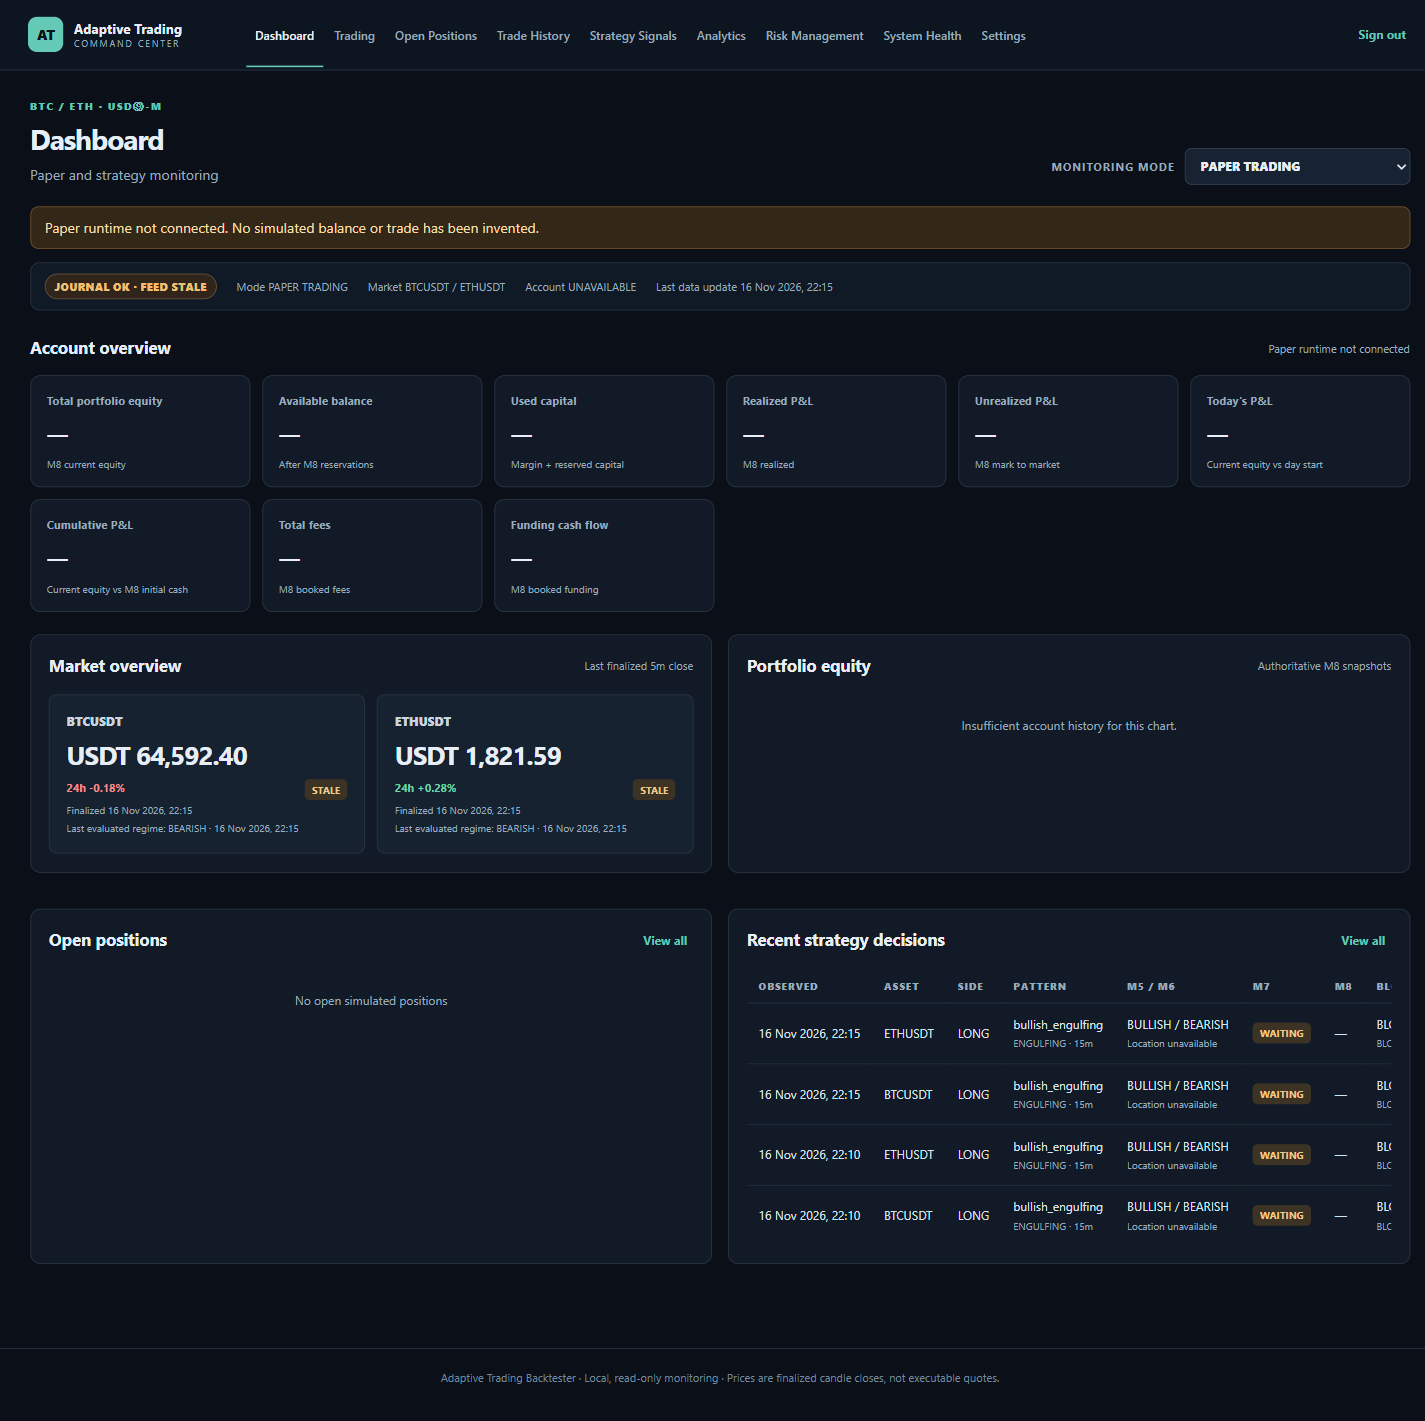 AT
Adaptive Trading
COMMAND CENTER
Dashboard Trading Open Positions Trade History Strategy Signals Analytics Risk Management System Health Settings
Sign out
BTC / ETH · USDⓈ-M
Dashboard
Paper and strategy monitoring
MONITORING MODE PAPER TRADING
Paper runtime not connected. No simulated balance or trade has been invented.
JOURNAL OK · FEED STALE Mode PAPER TRADING Market BTCUSDT / ETHUSDT Account UNAVAILABLE Last data update 16 Nov 2026, 22:15
Account overview Paper runtime not connected
Total portfolio equity
—
M8 current equity
Available balance
—
After M8 reservations
Used capital
—
Margin + reserved capital
Realized P&L
—
M8 realized
Unrealized P&L
—
M8 mark to market
Today's P&L
—
Current equity vs day start
Cumulative P&L
—
Current equity vs M8 initial cash
Total fees
—
M8 booked fees
Funding cash flow
—
M8 booked funding
Market overview Last finalized 5m close
BTCUSDT
USDT 64,592.40
24h -0.18% STALE
Finalized 16 Nov 2026, 22:15
Last evaluated regime: BEARISH · 16 Nov 2026, 22:15
ETHUSDT
USDT 1,821.59
24h +0.28% STALE
Finalized 16 Nov 2026, 22:15
Last evaluated regime: BEARISH · 16 Nov 2026, 22:15
Portfolio equity Authoritative M8 snapshots
Insufficient account history for this chart.
Open positions View all
No open simulated positions
Recent strategy decisions View all
OBSERVED ASSET SIDE PATTERN M5 / M6 M7 M8
16 Nov 2026, 22:15 ETHUSDT LONG bullish_engulfing BULLISH / BEARISH WAITING —
ENGULFING · 15m Location unavailable
16 Nov 2026, 22:15 BTCUSDT LONG bullish_engulfing BULLISH / BEARISH WAITING —
ENGULFING · 15m Location unavailable
16 Nov 2026, 22:10 ETHUSDT LONG bullish_engulfing BULLISH / BEARISH WAITING —
ENGULFING · 15m Location unavailable
16 Nov 2026, 22:10 BTCUSDT LONG bullish_engulfing BULLISH / BEARISH WAITING —
ENGULFING · 15m Location unavailable
Adaptive Trading Backtester · Local, read-only monitoring · Prices are finalized candle closes, not executable quotes.